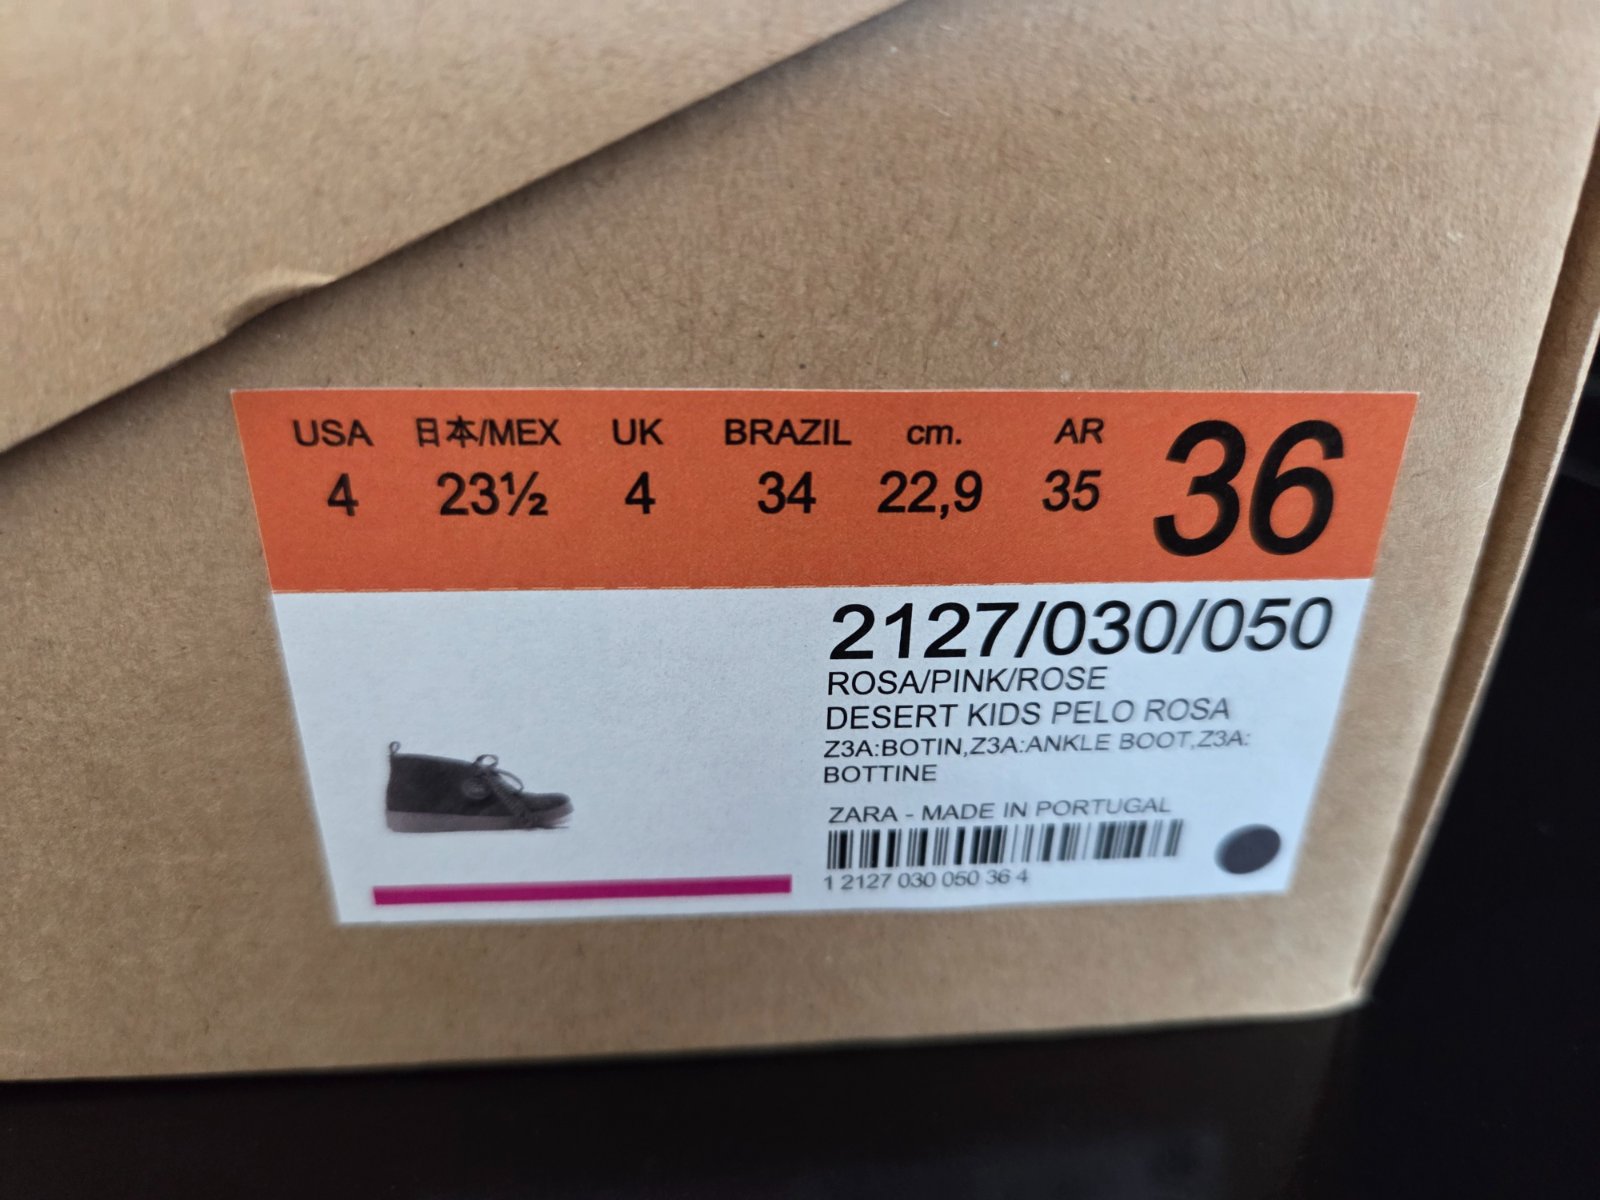 USA 日本/MEX UK BRAZIL cm. AR
4 23½ 4 34 22,9 35 36
2127/030/050
ROSA/PINK/ROSE
DESERT KIDS PELO ROSA
Z3A:BOTIN,Z3A:ANKLE BOOT,Z3A:
BOTTINE
ZARA - MADE IN PORTUGAL
1 2127 030 050 36 4